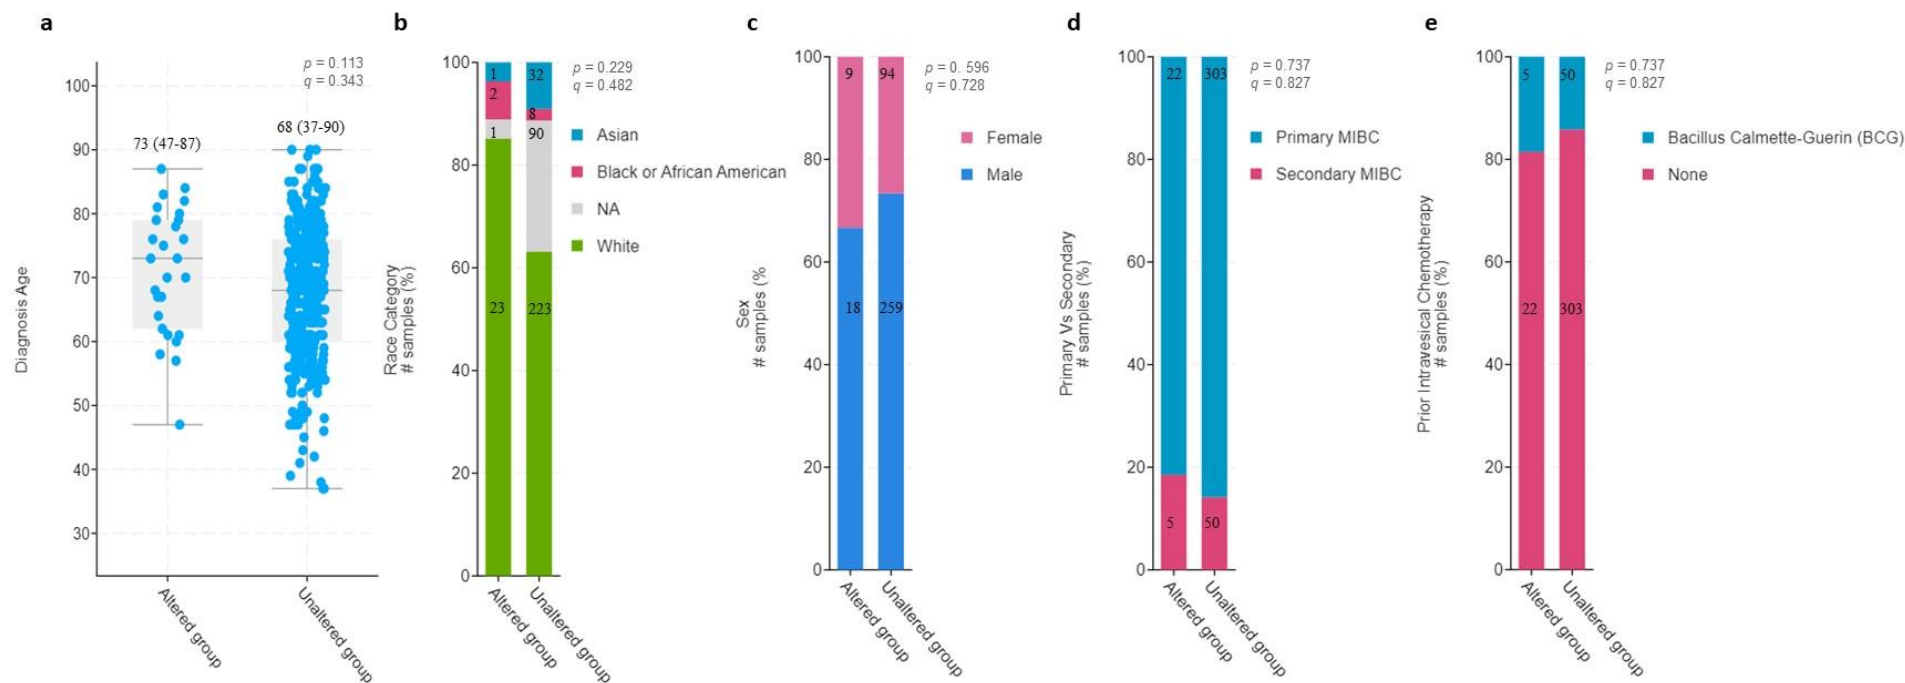 a
p = 0.113
q = 0.343
100
90
80
70
60
50
40
30
Diagnosis Age
73 (47-87)
68 (37-90)
Altered group
Unaltered group
b
100
80
60
40
20
0
Race Category
# samples (%)
1
2
1
23
32
8
90
223
p = 0.229
q = 0.482
Asian
Black or African American
NA
White
Altered group
Unaltered group
c
100
80
60
40
20
0
Sex
# samples (%
9
18
94
259
p = 0. 596
q = 0.728
Female
Male
Altered group
Unaltered group
d
100
80
60
40
20
0
Primary Vs Secondary
# samples (%)
22
5
303
50
p = 0.737
q = 0.827
Primary MIBC
Secondary MIBC
Altered group
Unaltered group
e
100
80
60
40
20
0
Prior Intravesical Chemotherapy
# samples (%)
5
22
50
303
p = 0.737
q = 0.827
Bacillus Calmette-Guerin (BCG)
None
Altered group
Unaltered group